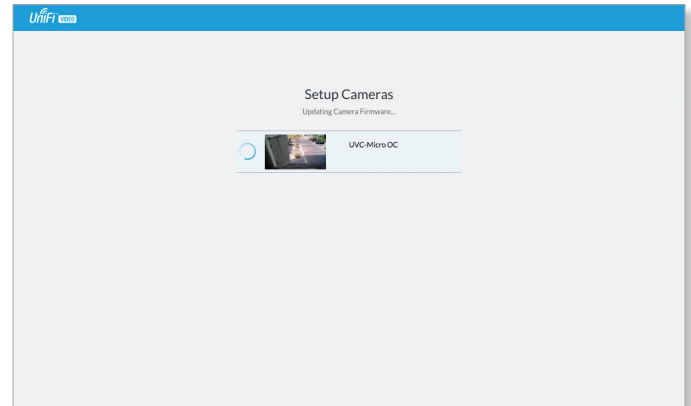 UniFi VIDEO
Setup Cameras
Updating Camera Firmware...
UVC-Micro OC